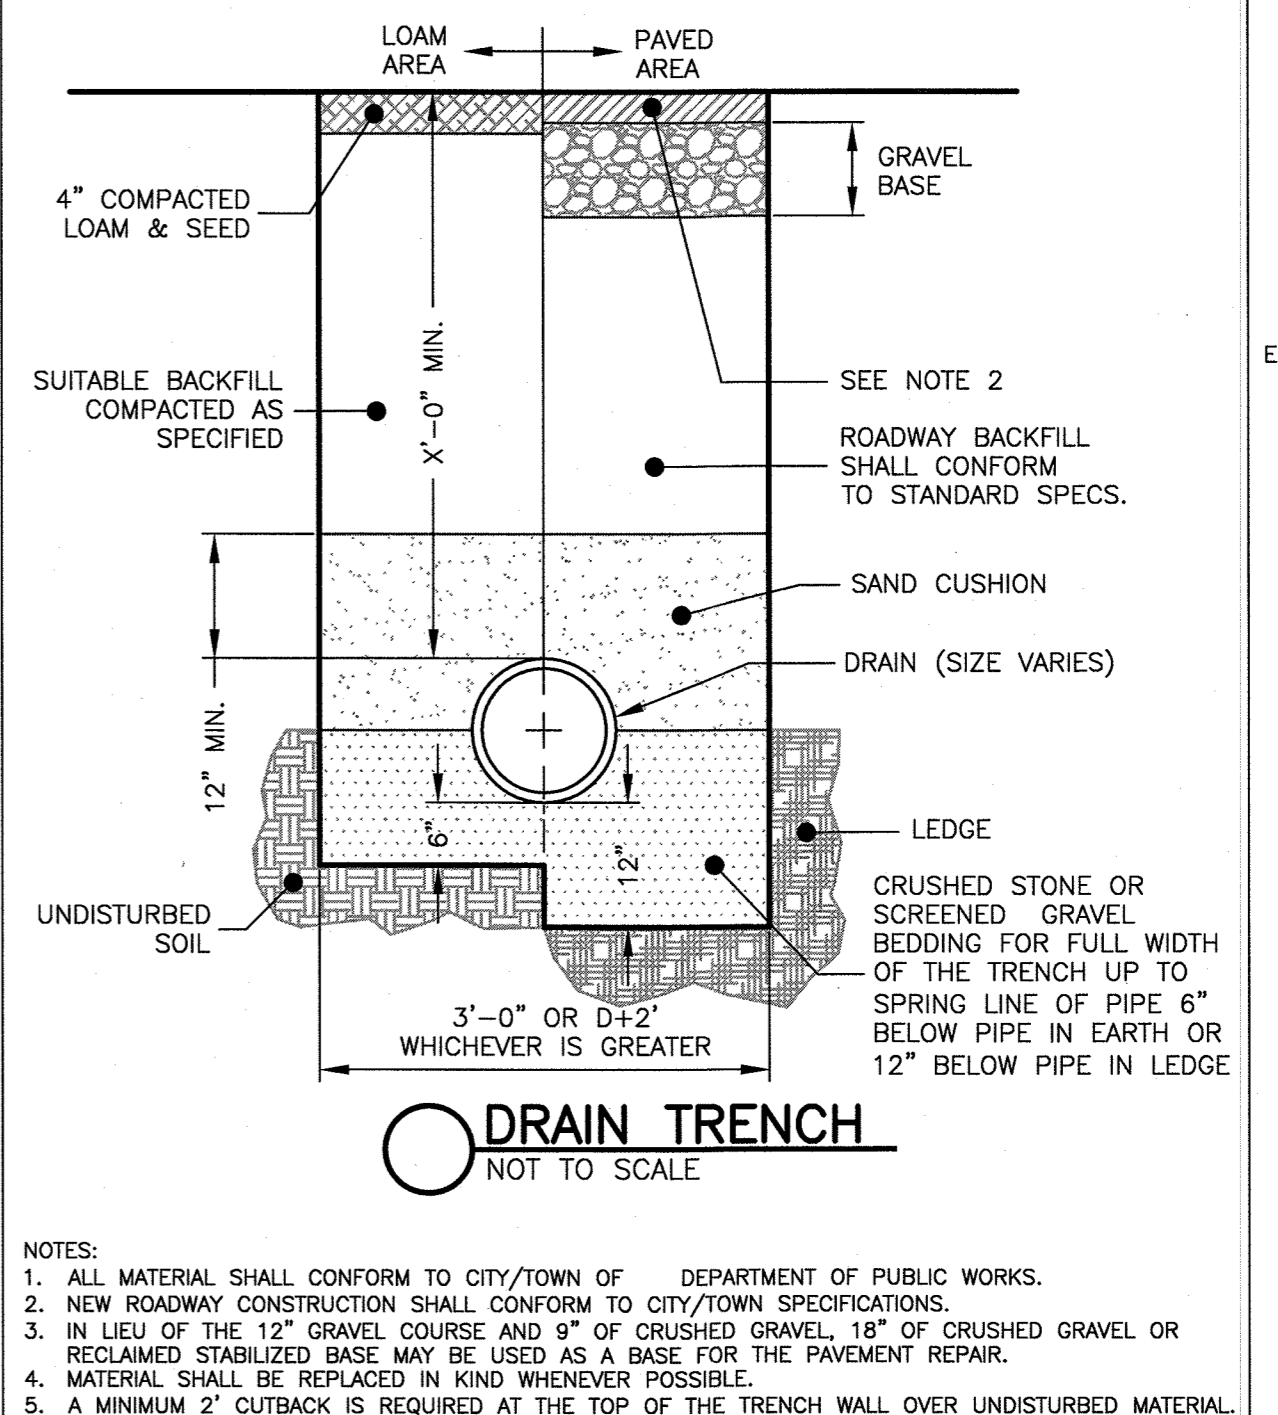 LOAM
AREA
PAVED
AREA
GRAVEL
BASE
4" COMPACTED
LOAM & SEED
X'-0" MIN.
SUITABLE BACKFILL
COMPACTED AS
SPECIFIED
SEE NOTE 2
E
ROADWAY BACKFILL
SHALL CONFORM
TO STANDARD SPECS.
SAND CUSHION
DRAIN (SIZE VARIES)
12" MIN.
6"
12"
LEDGE
UNDISTURBED
SOIL
CRUSHED STONE OR
SCREENED GRAVEL
BEDDING FOR FULL WIDTH
OF THE TRENCH UP TO
SPRING LINE OF PIPE 6"
BELOW PIPE IN EARTH OR
12" BELOW PIPE IN LEDGE
3'-0" OR D+2'
WHICHEVER IS GREATER
DRAIN TRENCH
NOT TO SCALE
NOTES:
1. ALL MATERIAL SHALL CONFORM TO CITY/TOWN OF DEPARTMENT OF PUBLIC WORKS.
2. NEW ROADWAY CONSTRUCTION SHALL CONFORM TO CITY/TOWN SPECIFICATIONS.
3. IN LIEU OF THE 12" GRAVEL COURSE AND 9" OF CRUSHED GRAVEL, 18" OF CRUSHED GRAVEL OR
RECLAIMED STABILIZED BASE MAY BE USED AS A BASE FOR THE PAVEMENT REPAIR.
4. MATERIAL SHALL BE REPLACED IN KIND WHENEVER POSSIBLE.
5. A MINIMUM 2' CUTBACK IS REQUIRED AT THE TOP OF THE TRENCH WALL OVER UNDISTURBED MATERIAL.